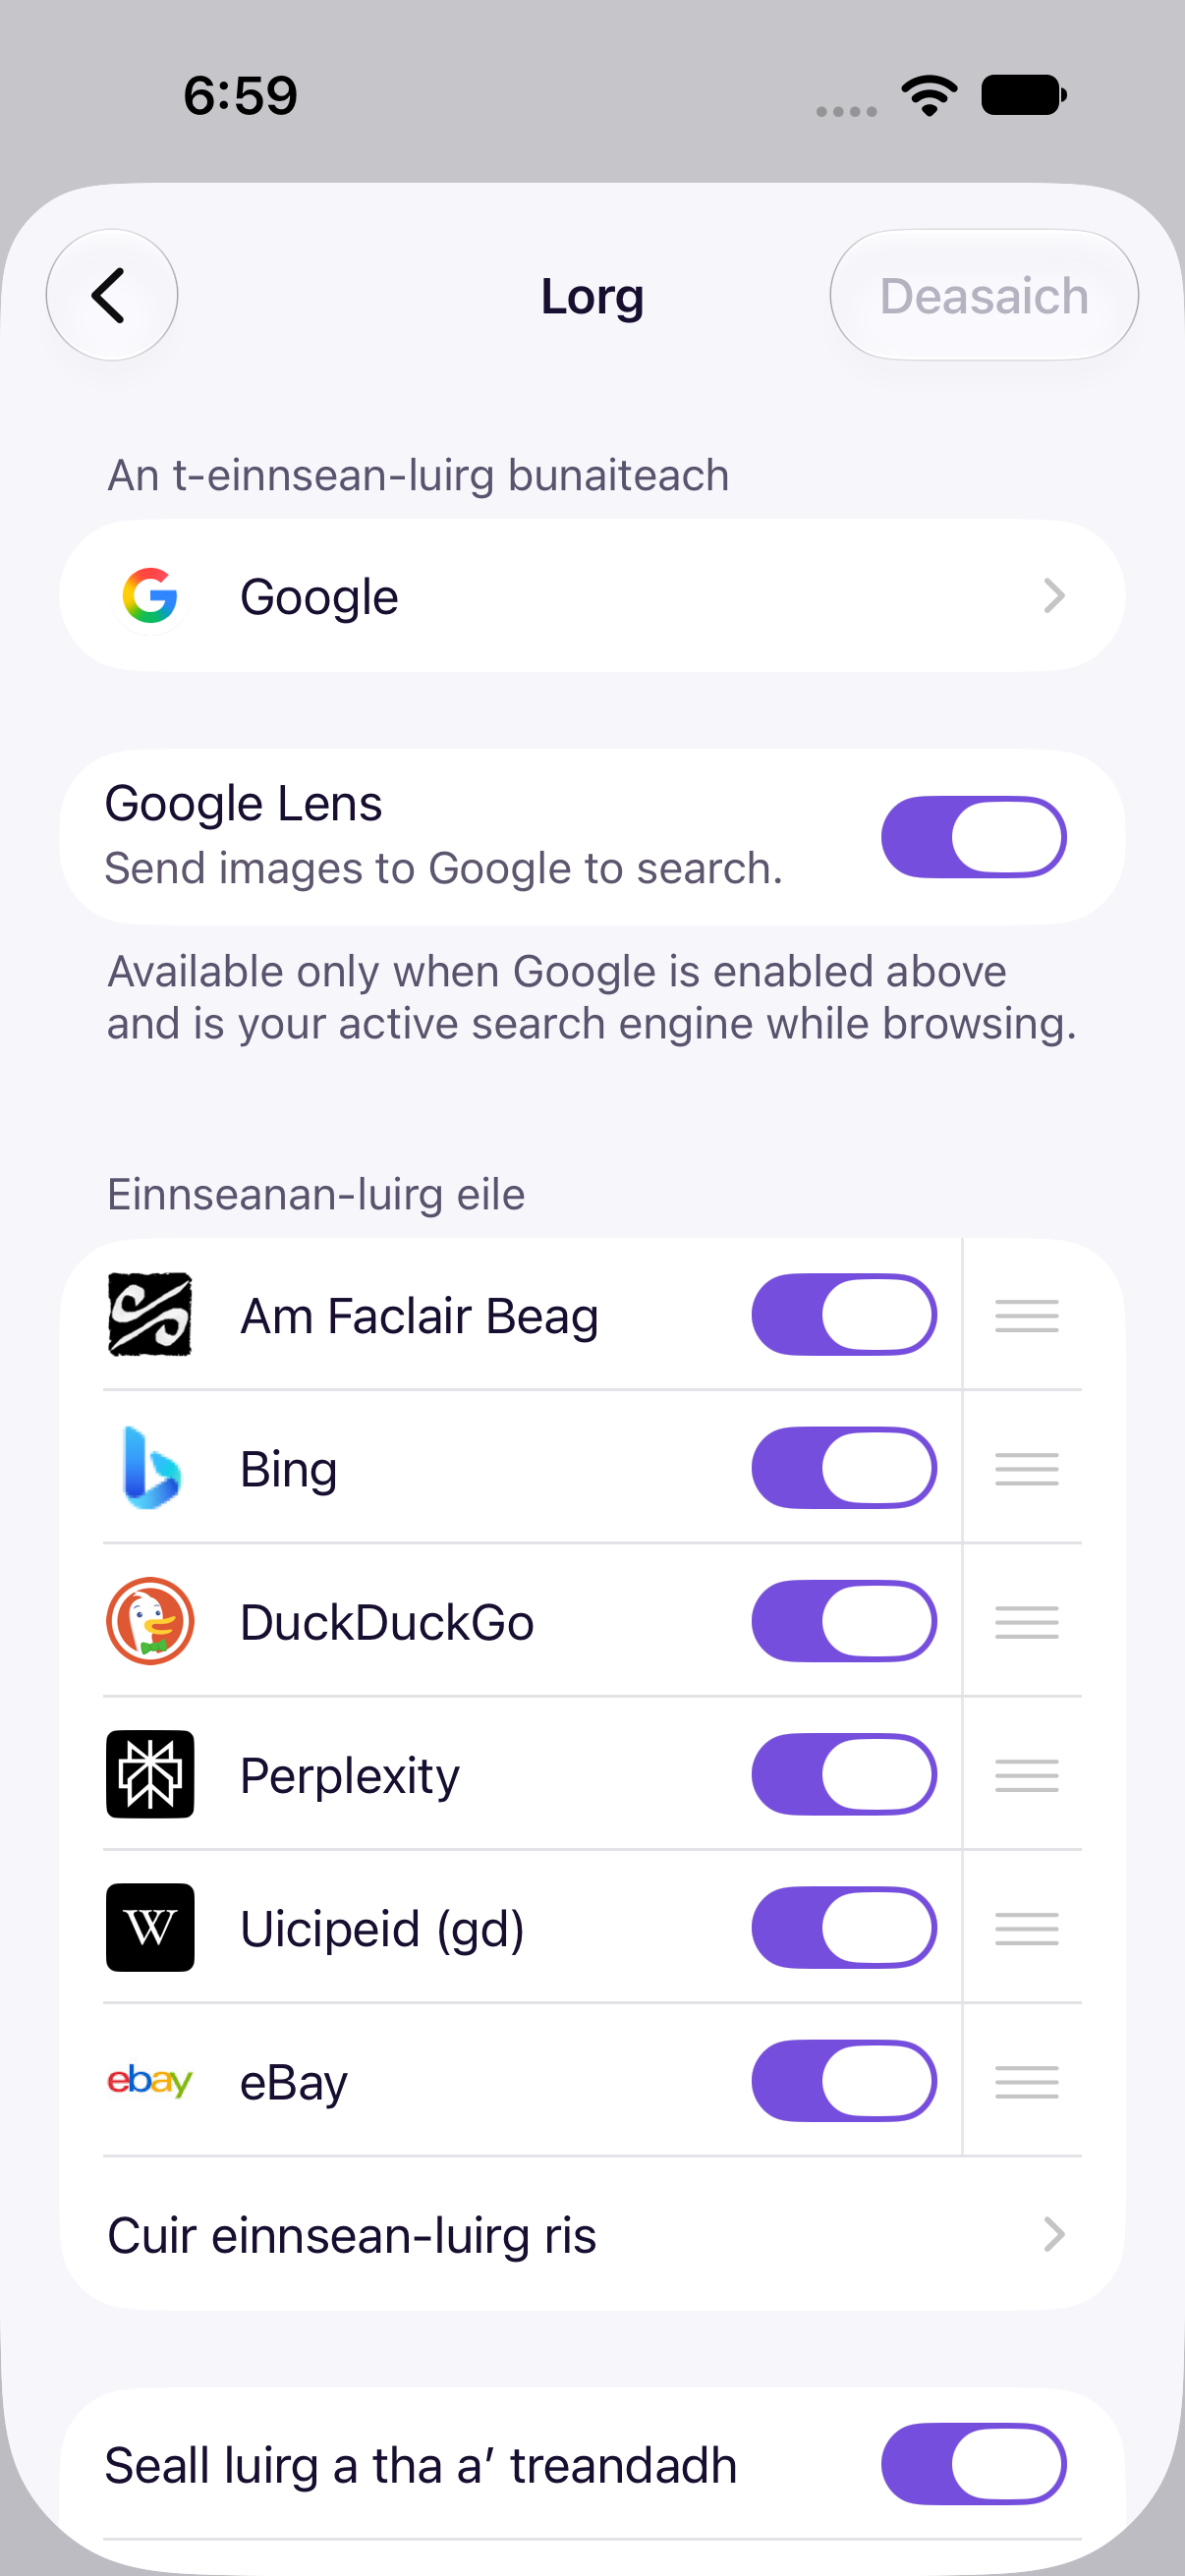 6:59
Lorg
Deasaich
An t-einnsean-luirg bunaiteach
Google
Google Lens
Send images to Google to search.
Available only when Google is enabled above
and is your active search engine while browsing.
Einnseanan-luirg eile
Am Faclair Beag
Bing
DuckDuckGo
Perplexity
W Uicipeid (gd)
ebay eBay
Cuir einnsean-luirg ris
Seall luirg a tha a’ treandadh